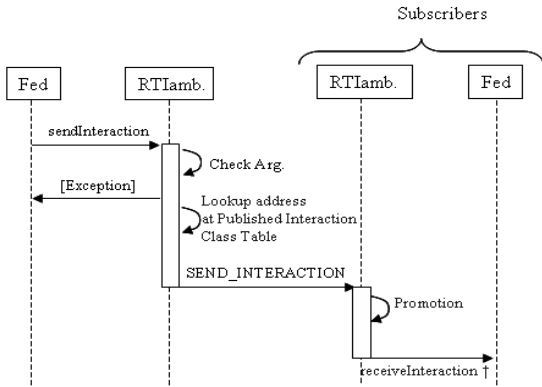 Subscribers
Fed
RTIamb.
RTIamb.
Fed
sendInteraction
Check Arg.
[Exception]
Lookup address
at Published Interaction
Class Table
SEND_INTERACTION
Promotion
receiveInteraction †